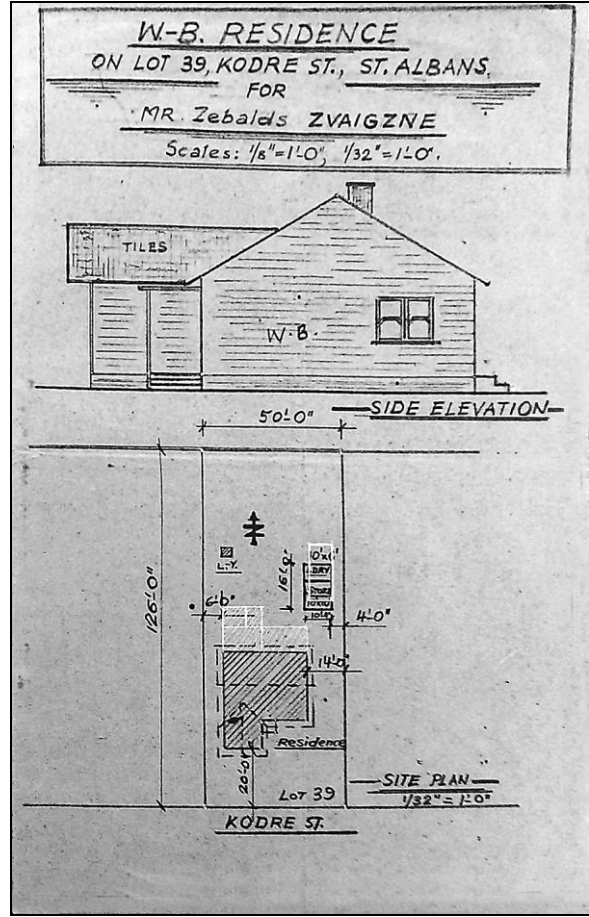 W-B. RESIDENCE
ON LOT 39, KODRE ST., ST. ALBANS.
FOR
MR. Zebalds ZVAIGZNE
Scales: 1/8"=1'-0", 1/32"=1'-0".
TILES
W-B.
SIDE ELEVATION
50'-0"
126'-0"
L-Y.
DRY
STORE
6'-0"
4'-0"
14'-0"
Residence
20'-0"
LOT 39
SITE PLAN
1/32"=1'-0"
KODRE ST.